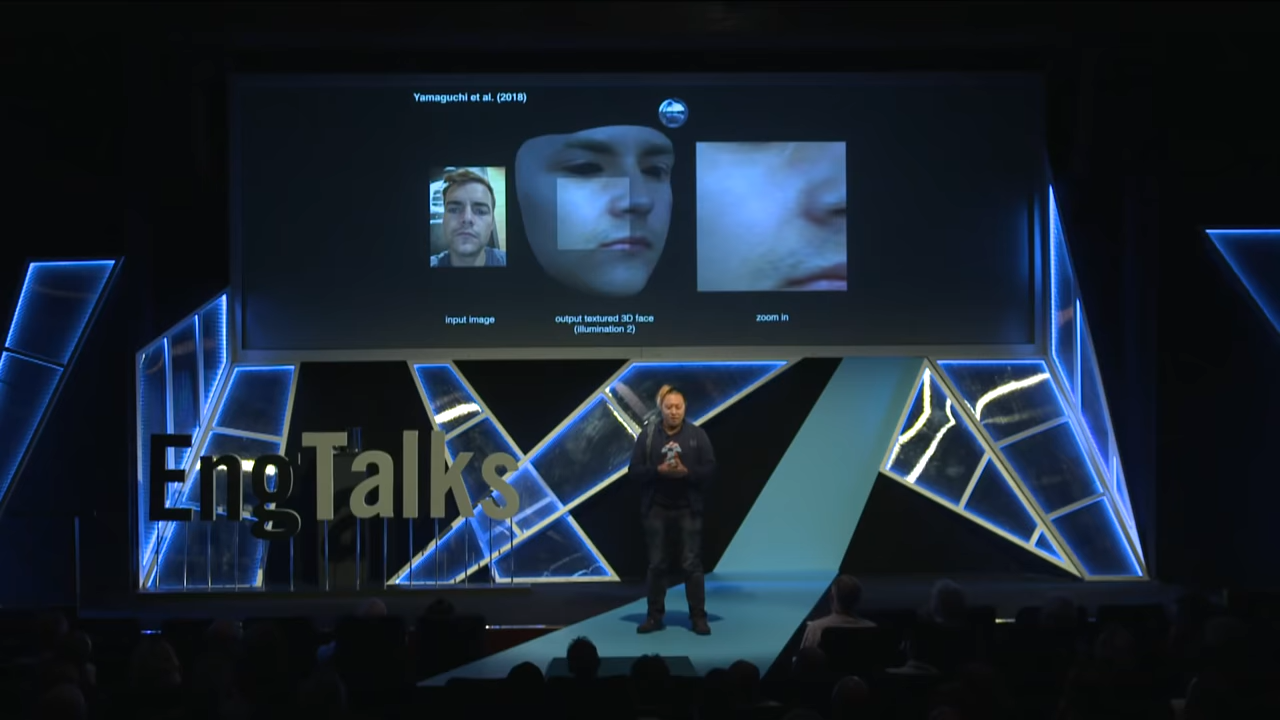 Yamaguchi et al. (2018)
input image
output textured 3D face
(illumination 2)
zoom in
EngTalks